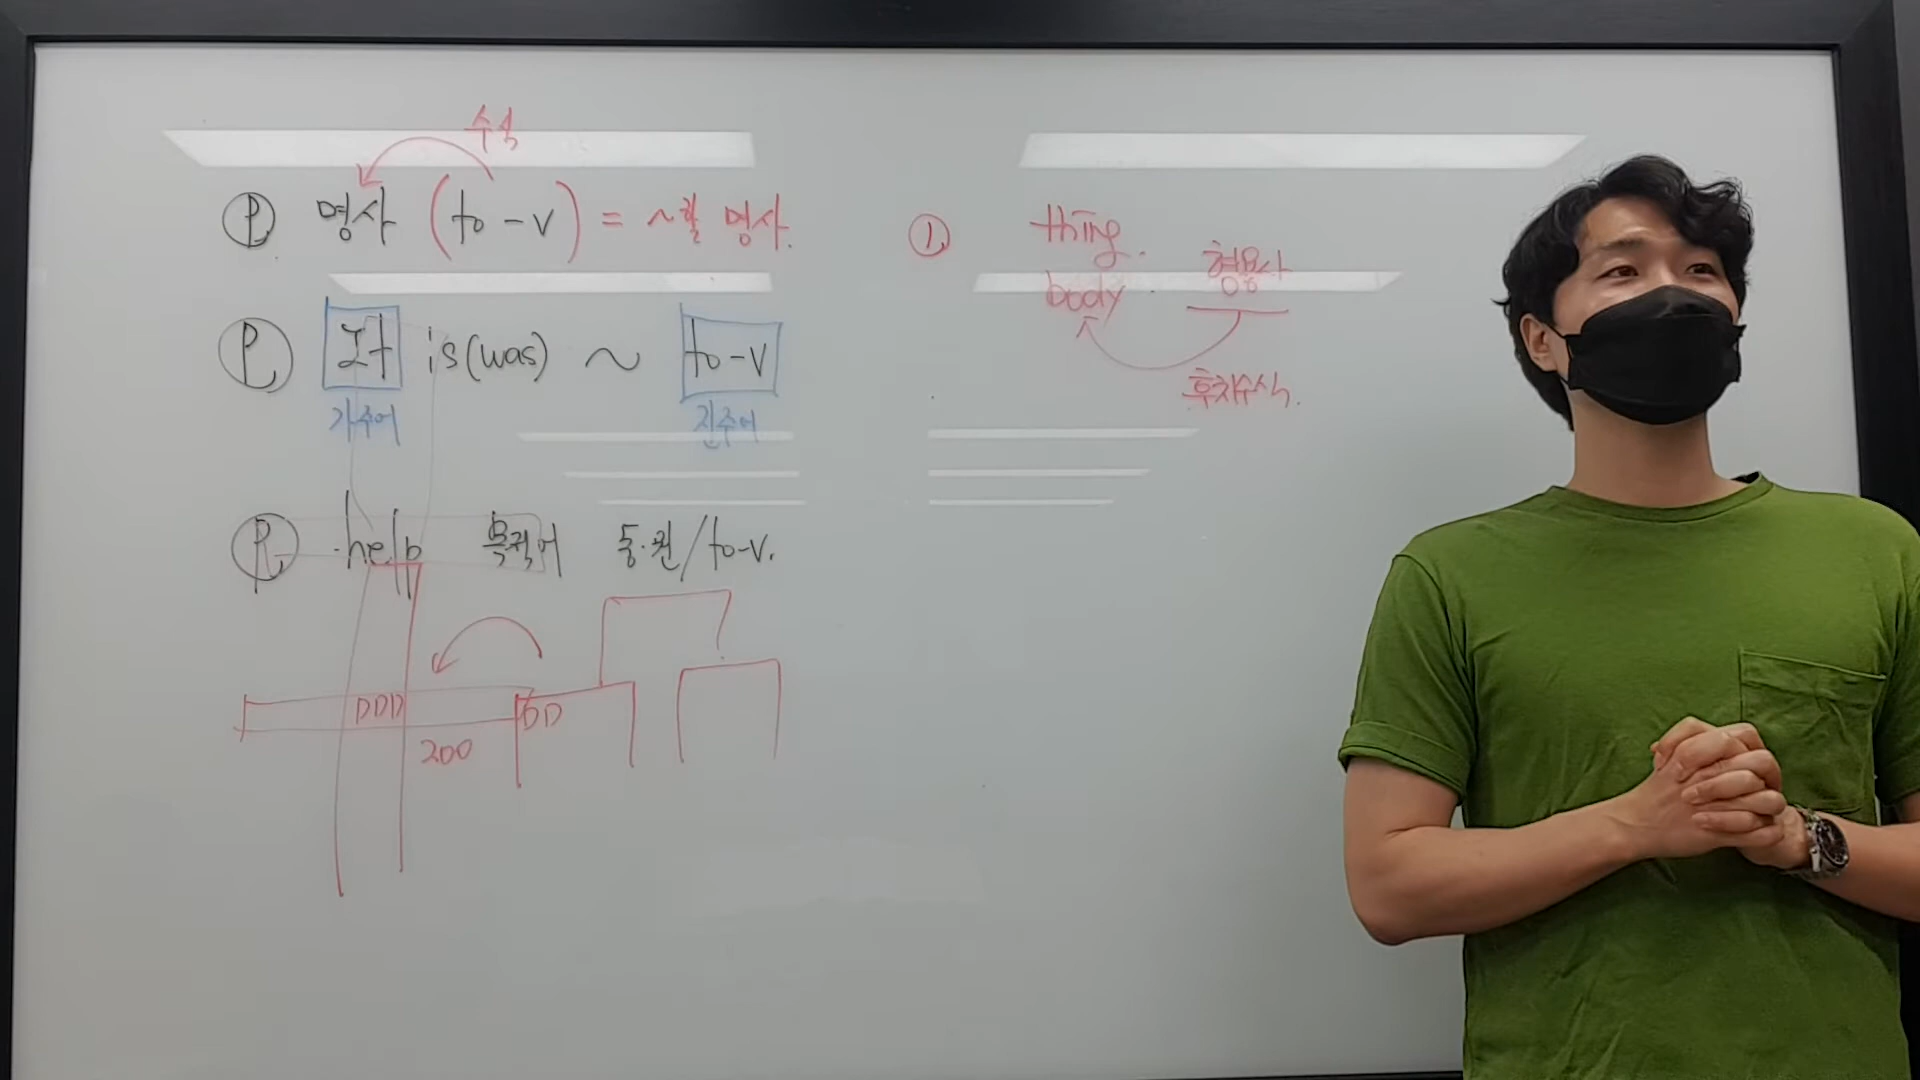 수식
Ⓟ 명사 (to-v) = ~할 명사.
Ⓟ It is(was) ~ to-v
가주어 진주어
Ⓟ help 목적어 동·원/to-v.
200
① thing.
body.
형용사
후치수식.